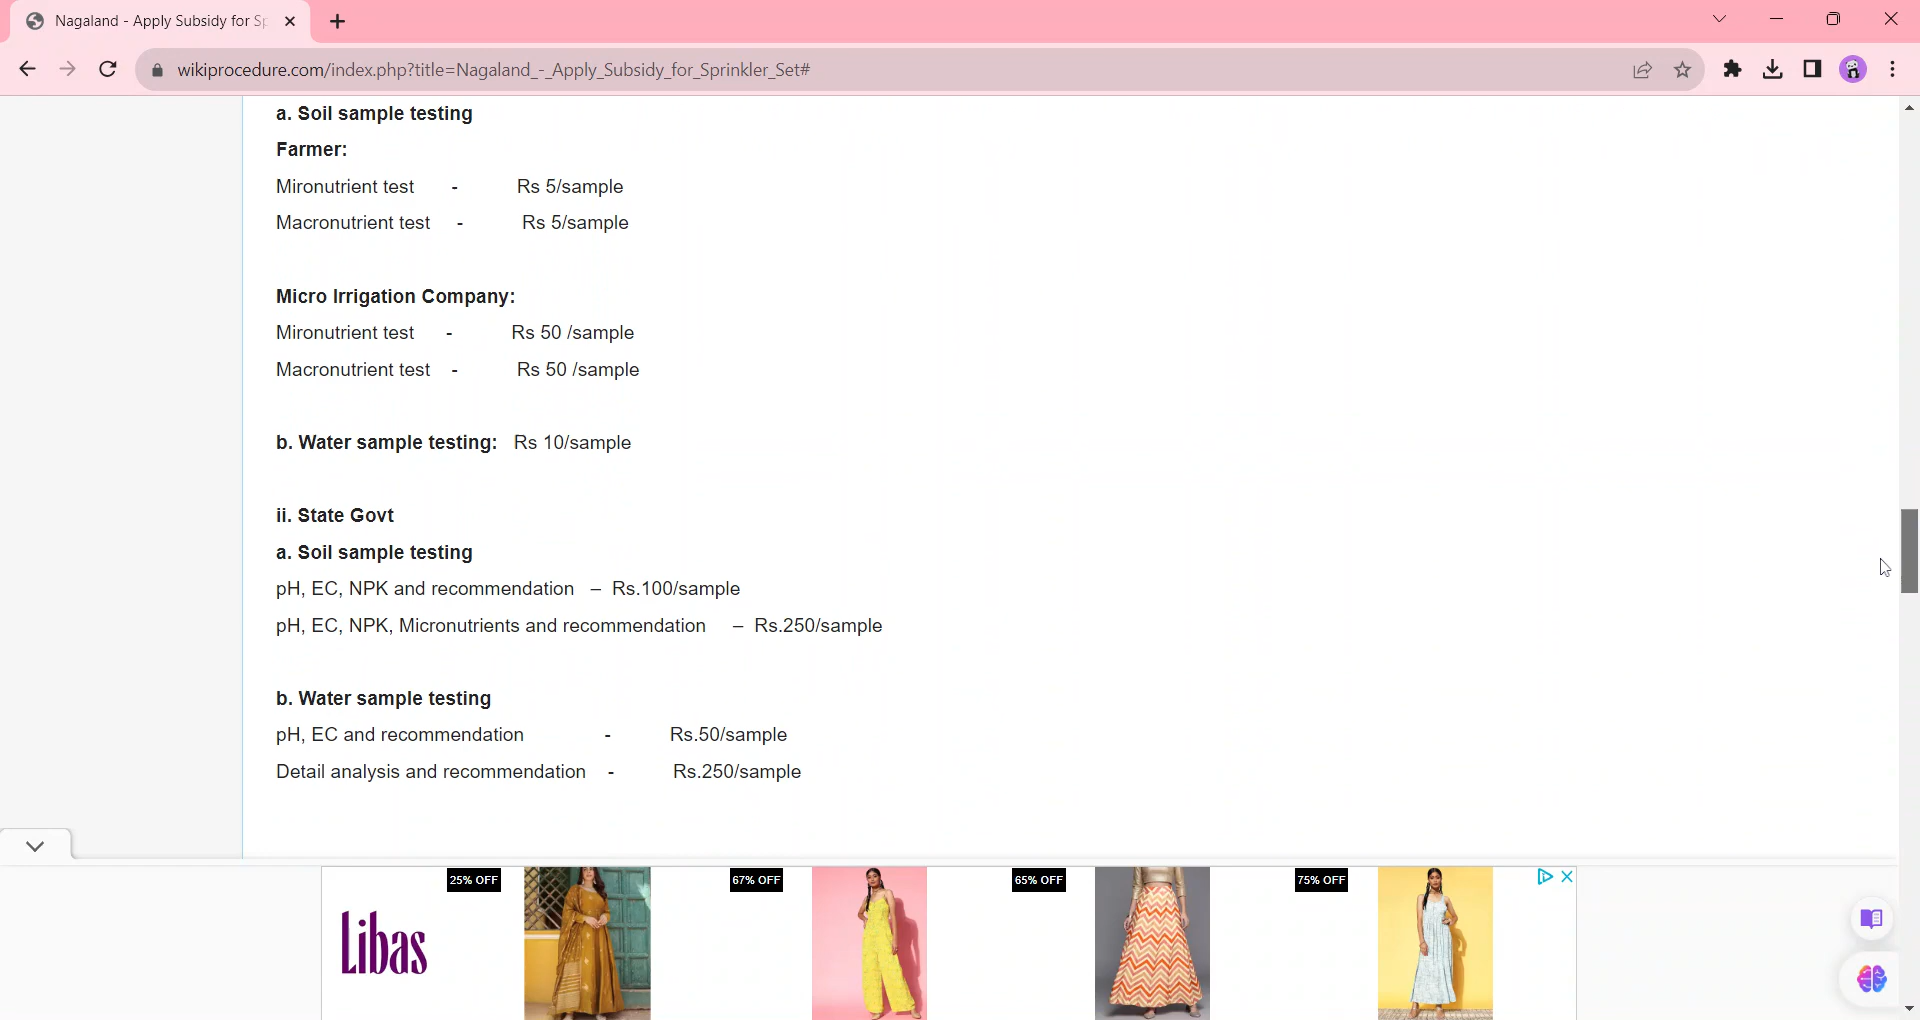 Nagaland - Apply Subsidy for Sp
wikiprocedure.com/index.php?title=Nagaland_-_Apply_Subsidy_for_Sprinkler_Set#
a. Soil sample testing
Farmer:
Mironutrient test - Rs 5/sample
Macronutrient test - Rs 5/sample
Micro Irrigation Company:
Mironutrient test - Rs 50 /sample
Macronutrient test - Rs 50 /sample
b. Water sample testing: Rs 10/sample
ii. State Govt
a. Soil sample testing
pH, EC, NPK and recommendation – Rs.100/sample
pH, EC, NPK, Micronutrients and recommendation – Rs.250/sample
b. Water sample testing
pH, EC and recommendation - Rs.50/sample
Detail analysis and recommendation - Rs.250/sample
25% OFF 67% OFF 65% OFF 75% OFF
libas